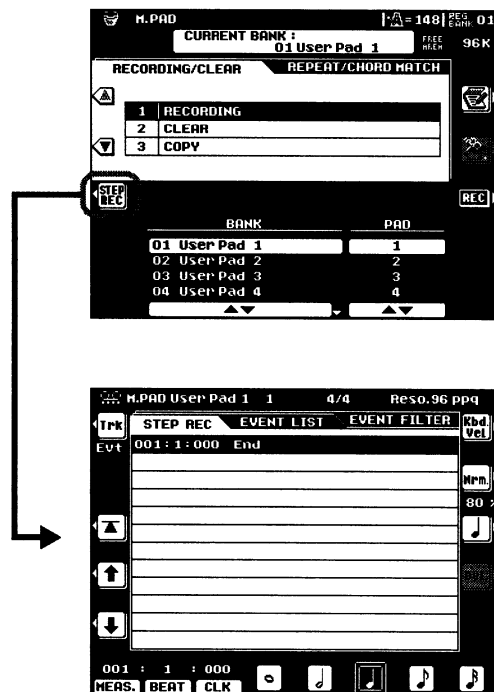 M.PAD =148 REG. BANK 01
CURRENT BANK :
01 User Pad 1 FREE MEM 96K
RECORDING/CLEAR REPEAT/CHORD MATCH
1 RECORDING
2 CLEAR
3 COPY
STEP REC REC
BANK PAD
01 User Pad 1 1
02 User Pad 2 2
03 User Pad 3 3
04 User Pad 4 4
M.PAD User Pad 1 1 4/4 Reso.96 ppq
Trk STEP REC EVENT LIST EVENT FILTER Kbd. Vel
Evt 001:1:000 End
Nrm.
80 %
001 : 1 : 000
MEAS. BEAT CLK